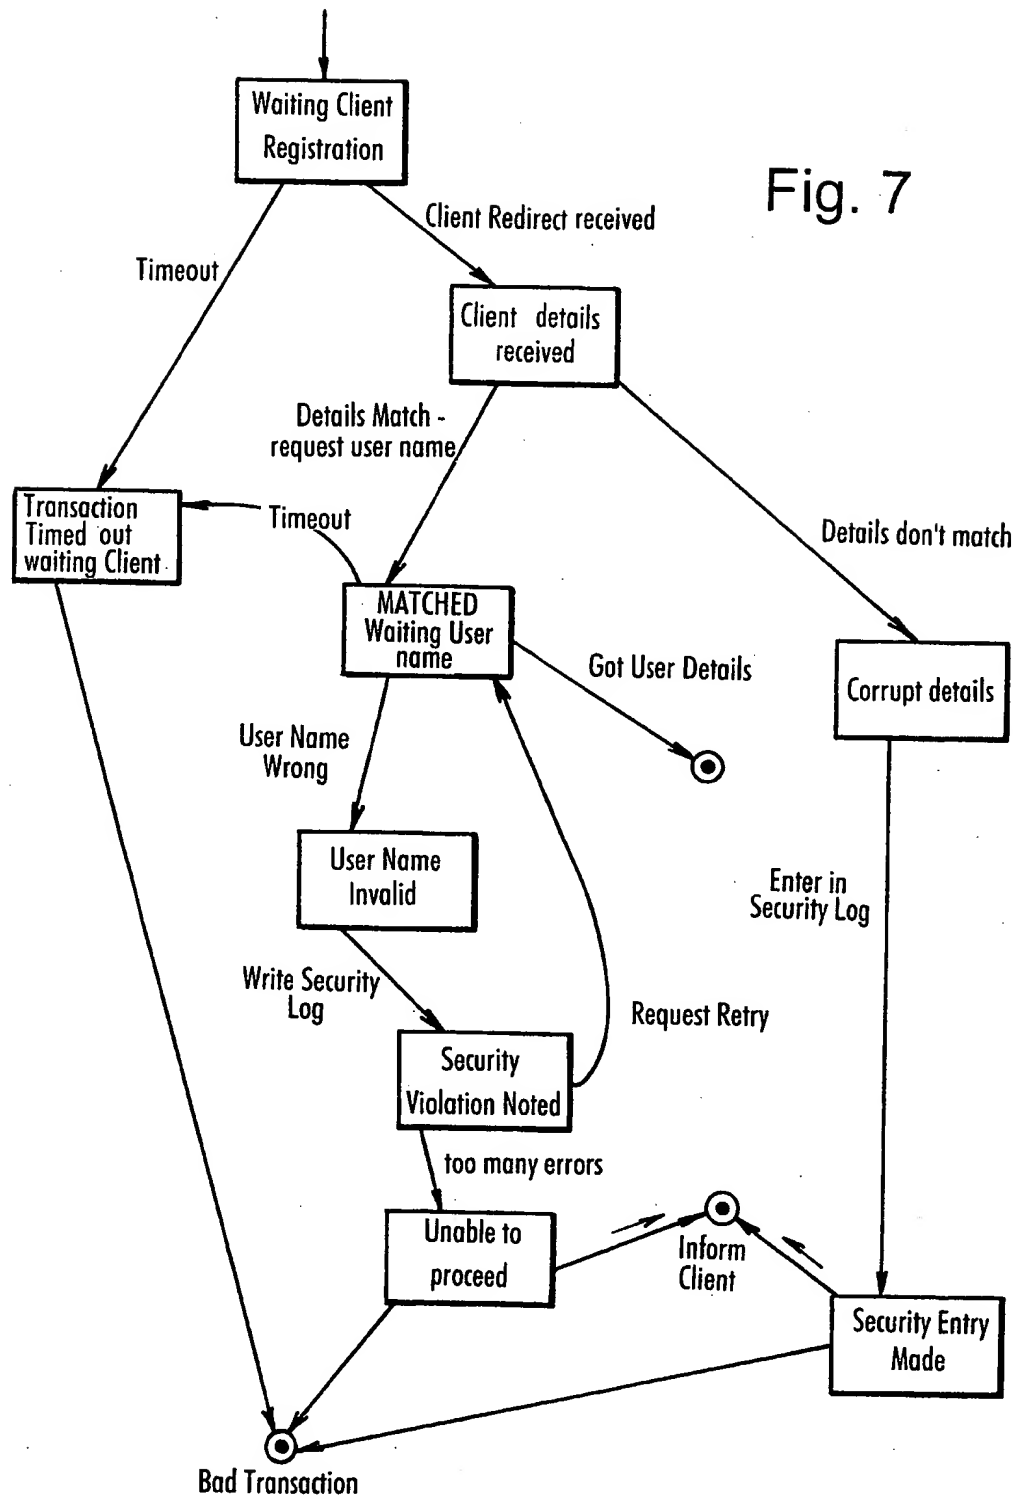 Waiting Client
Registration
Fig. 7
Client Redirect received
Timeout
Client details
received
Details Match -
request user name
Transaction
Timed out
waiting Client
Timeout
Details don't match
MATCHED
Waiting User
name
Got User Details
Corrupt details
User Name
Wrong
User Name
Invalid
Enter in
Security Log
Write Security
Log
Request Retry
Security
Violation Noted
too many errors
Unable to
proceed
Inform
Client
Security Entry
Made
Bad Transaction